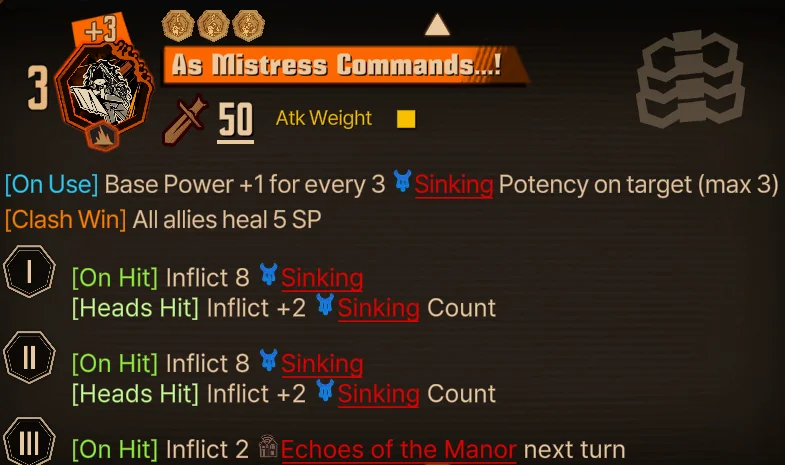 +3
As Mistress Commands...!
3
50
Atk Weight
[On Use] Base Power +1 for every 3 Sinking Potency on target (max 3)
[Clash Win] All allies heal 5 SP
I
[On Hit] Inflict 8 Sinking
[Heads Hit] Inflict +2 Sinking Count
II
[On Hit] Inflict 8 Sinking
[Heads Hit] Inflict +2 Sinking Count
III
[On Hit] Inflict 2 Echoes of the Manor next turn